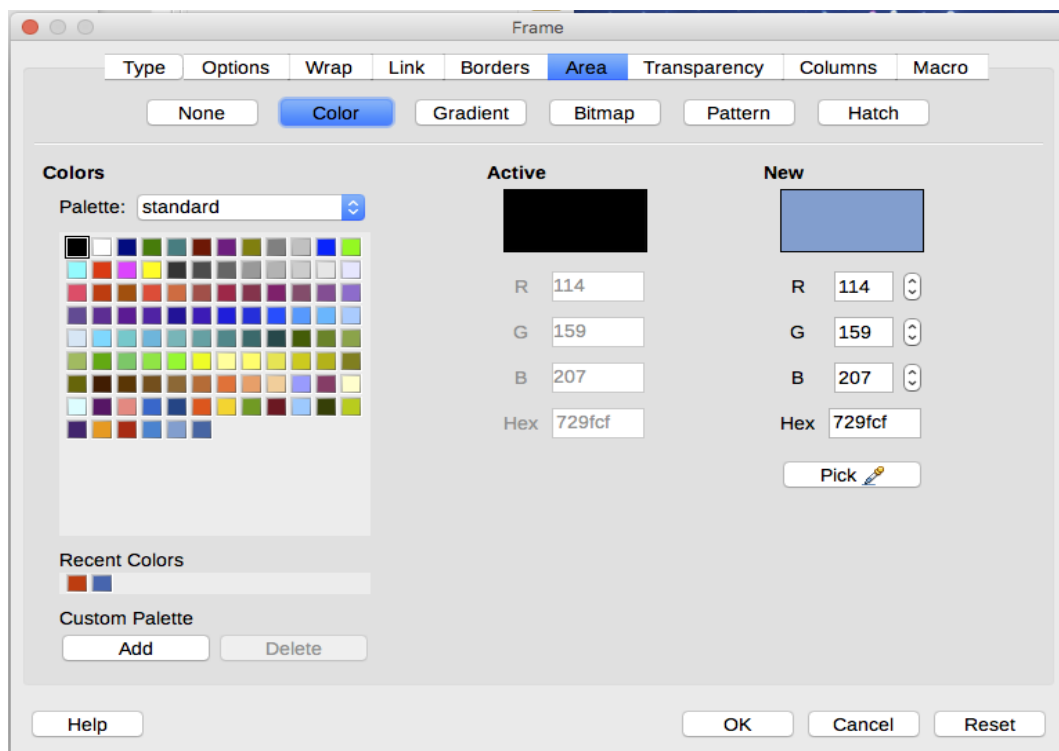 Frame
Type Options Wrap Link Borders Area Transparency Columns Macro
None Color Gradient Bitmap Pattern Hatch
Colors
Palette: standard
Active
R 114
G 159
B 207
Hex 729fcf
New
R 114
G 159
B 207
Hex 729fcf
Pick
Recent Colors
Custom Palette
Add Delete
Help OK Cancel Reset